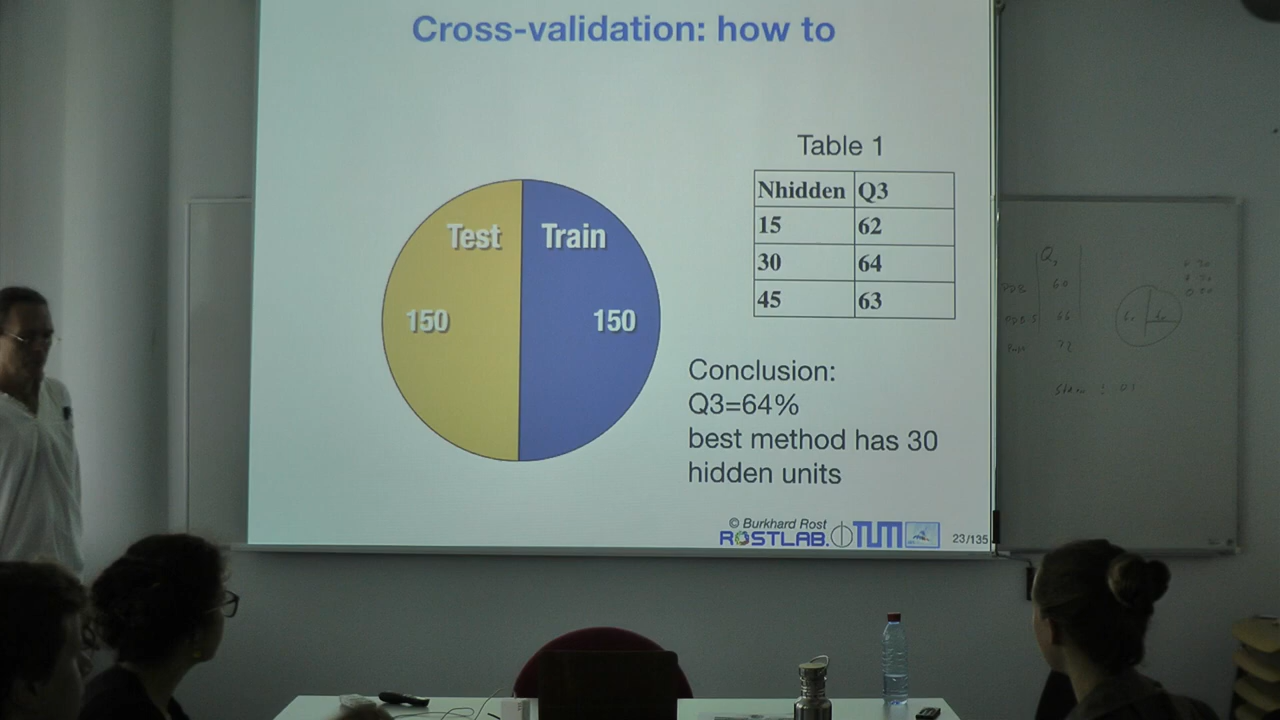 Cross-validation: how to
Table 1
Nhidden Q3
15 62
30 64
45 63
Test Train
150 150
Conclusion:
Q3=64%
best method has 30
hidden units
© Burkhard Rost
ROSTLAB. TUM
23/135